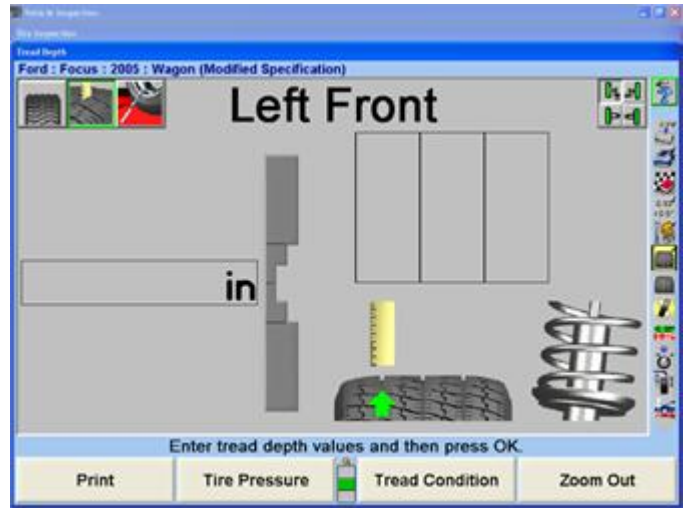 Tread Depth
Ford : Focus : 2005 : Wagon (Modified Specification)
Left Front
in
Enter tread depth values and then press OK.
Print
Tire Pressure
Tread Condition
Zoom Out